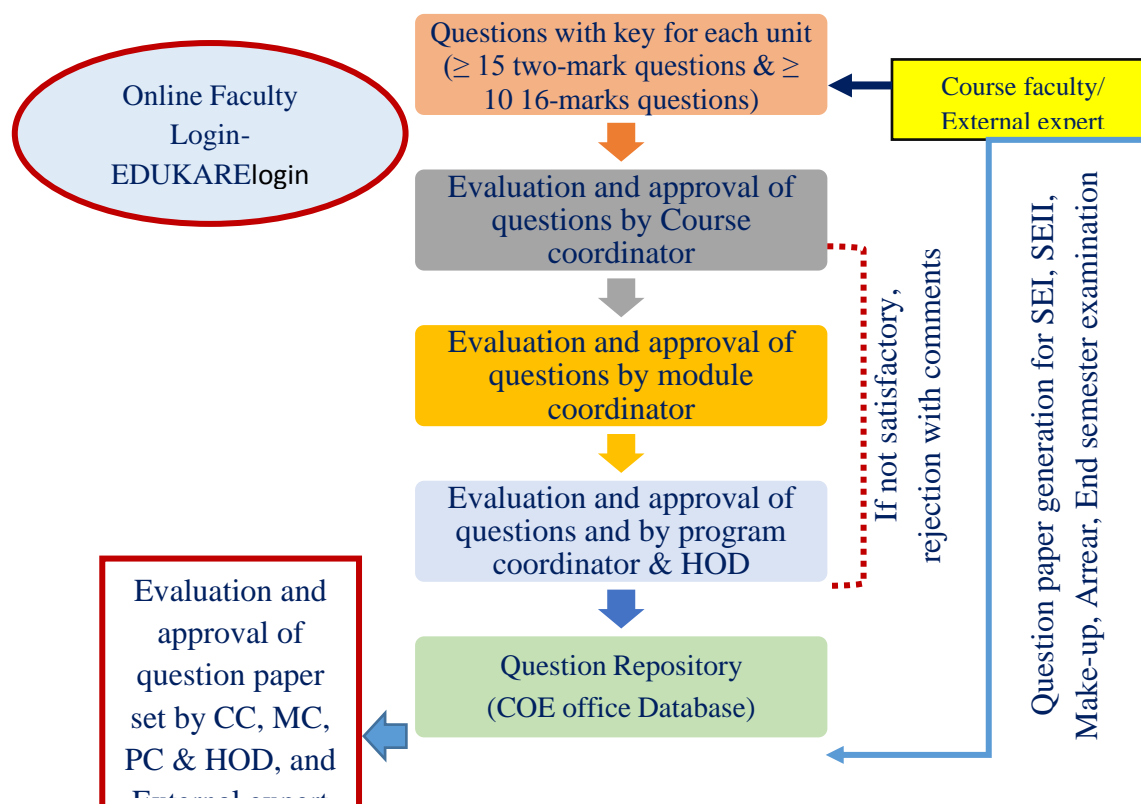 Questions with key for each unit
(≥ 15 two-mark questions & ≥
10 16-marks questions)
Course faculty/
External expert
Online Faculty
Login-
EDUKARElogin
Evaluation and approval of
questions by Course
coordinator
Evaluation and approval of
questions by module
coordinator
Evaluation and approval of
questions and by program
coordinator & HOD
If not satisfactory,
rejection with comments
Question paper generation for SEI, SEII,
Make-up, Arrear, End semester examination
Question Repository
(COE office Database)
Evaluation and
approval of
question paper
set by CC, MC,
PC & HOD, and
External expert